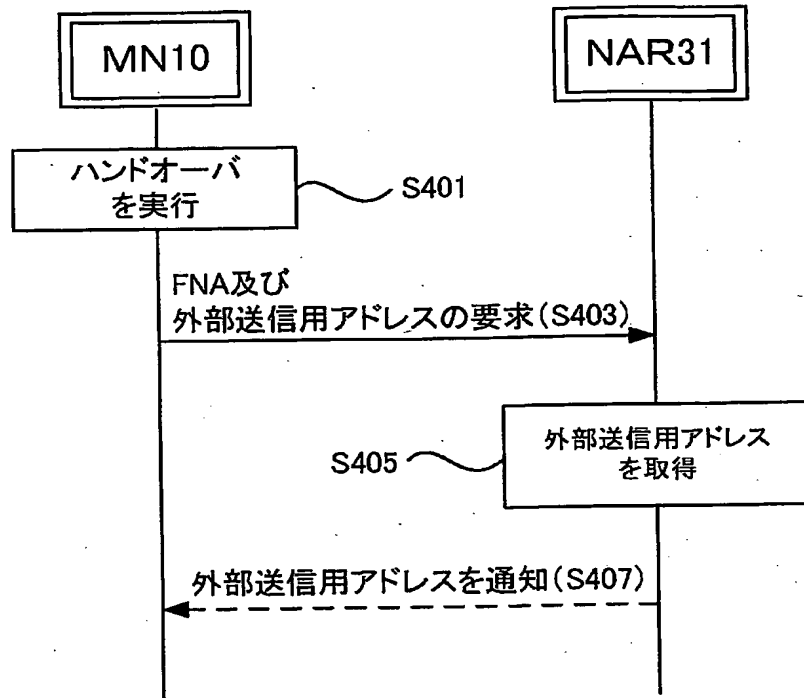 MN10
NAR31
ハンドオーバ
を実行
S401
FNA及び
外部送信用アドレスの要求(S403)
外部送信用アドレス
を取得
S405
外部送信用アドレスを通知(S407)